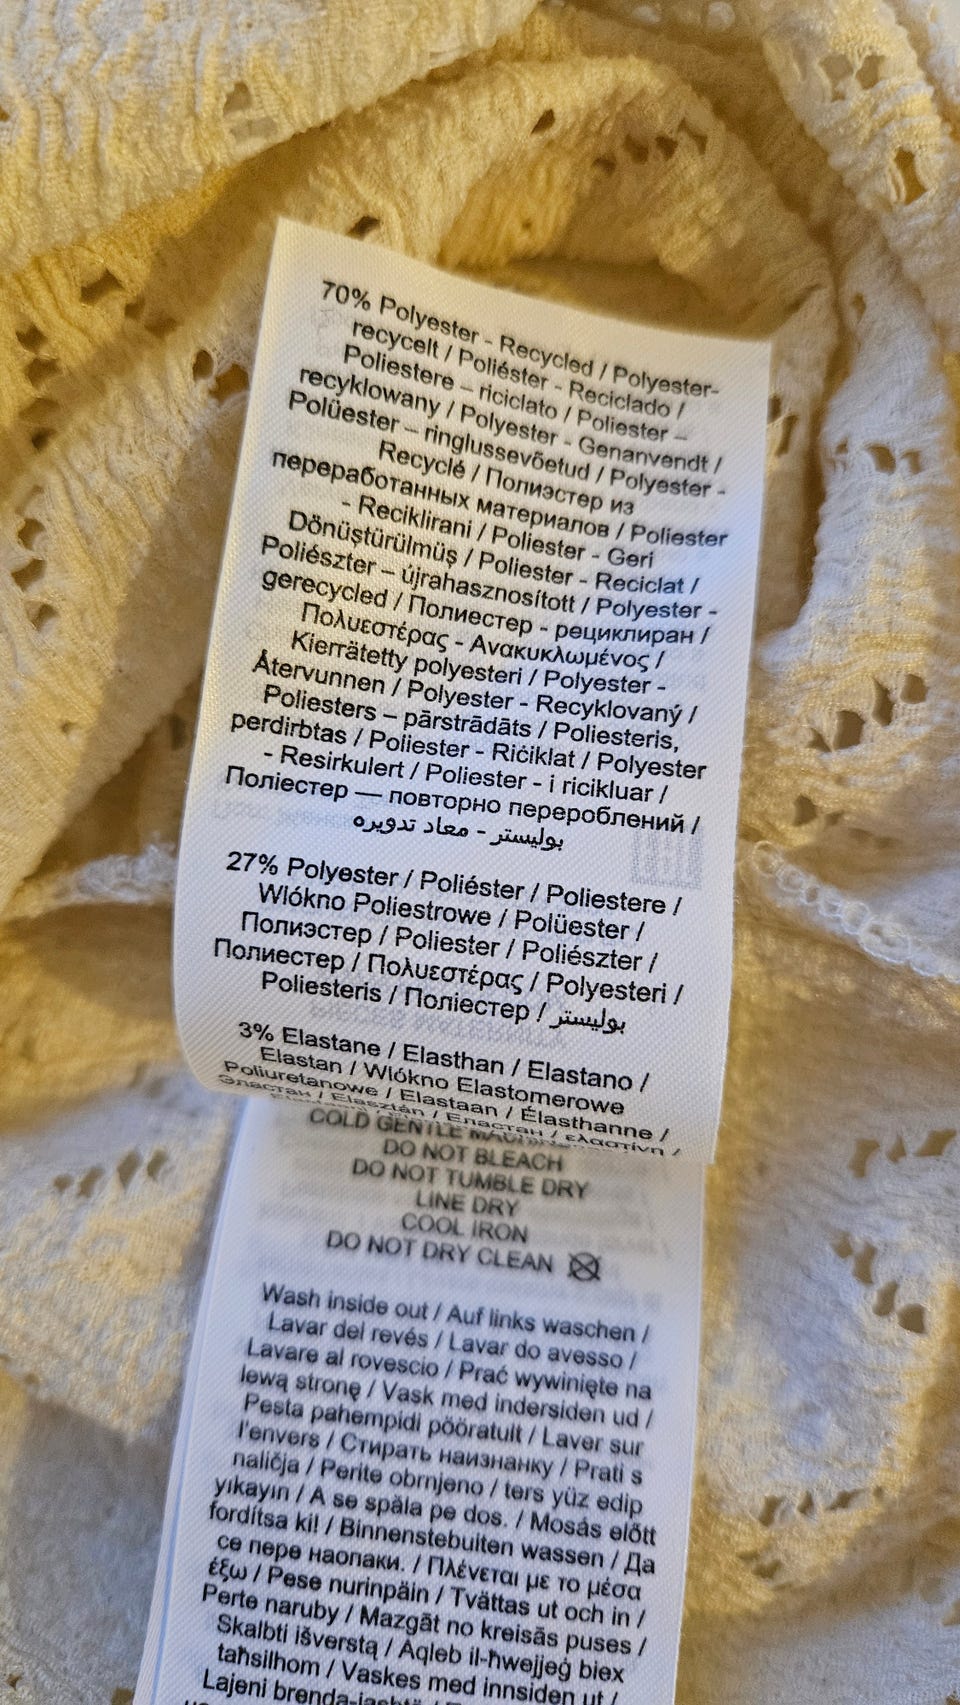 70% Polyester - Recycled / Polyester-
recycelt / Poliéster - Reciclado /
Poliestere – riciclato / Poliester –
recyklowany / Polyester - Genanvendt /
Polüester – ringlussevõetud / Polyester -
Recyclé / Полиэстер из
переработанных материалов / Poliester
- Reciklirani / Poliester - Geri
Dönüştürülmüş / Poliester - Reciclat /
Poliészter – újrahasznosított / Polyester -
gerecycled / Полиестер - рециклиран /
Πολυεστέρας - Ανακυκλωμένος /
Kierrätetty polyesteri / Polyester -
Återvunnen / Polyester - Recyklovaný /
Poliesters – pārstrādāts / Poliesteris,
perdirbtas / Poliester - Riċiklat / Polyester
- Resirkulert / Poliester - i ricikluar /
Поліестер — повторно перероблений /
بوليستر - معاد تدويره
27% Polyester / Poliéster / Poliestere /
Wlókno Poliestrowe / Polüester /
Полиэстер / Poliester / Poliészter /
Полиестер / Πολυεστέρας / Polyesteri /
Poliesteris / Поліестер / بوليستر
3% Elastane / Elasthan / Elastano /
Elastan / Wlókno Elastomerowe
Poliuretanowe / Elastaan / Élasthanne /
Эластан / Elasztán / Еластан / ελαστίνη /
COLD GENTLE
DO NOT BLEACH
DO NOT TUMBLE DRY
LINE DRY
COOL IRON
DO NOT DRY CLEAN
Wash inside out / Auf links waschen /
Lavar del revés / Lavar do avesso /
Lavare al rovescio / Prać wywinięte na
lewą stronę / Vask med indersiden ud /
Pesta pahempidi pööratult / Laver sur
l'envers / Стирать наизнанку / Prati s
naličja / Perite obrnjeno / ters yüz edip
yıkayın / A se spăla pe dos. / Mosás előtt
fordítsa ki! / Binnenstebuiten wassen / Да
се пере наопаки. / Πλένεται με το μέσα
έξω / Pese nurinpäin / Tvättas ut och in /
Perte naruby / Mazgāt no kreisās puses /
Skalbti išverstą / Aqleb il-ħwejjeġ biex
taħsilhom / Vaskes med innsiden ut /
Lajeni brenda-jashtë /